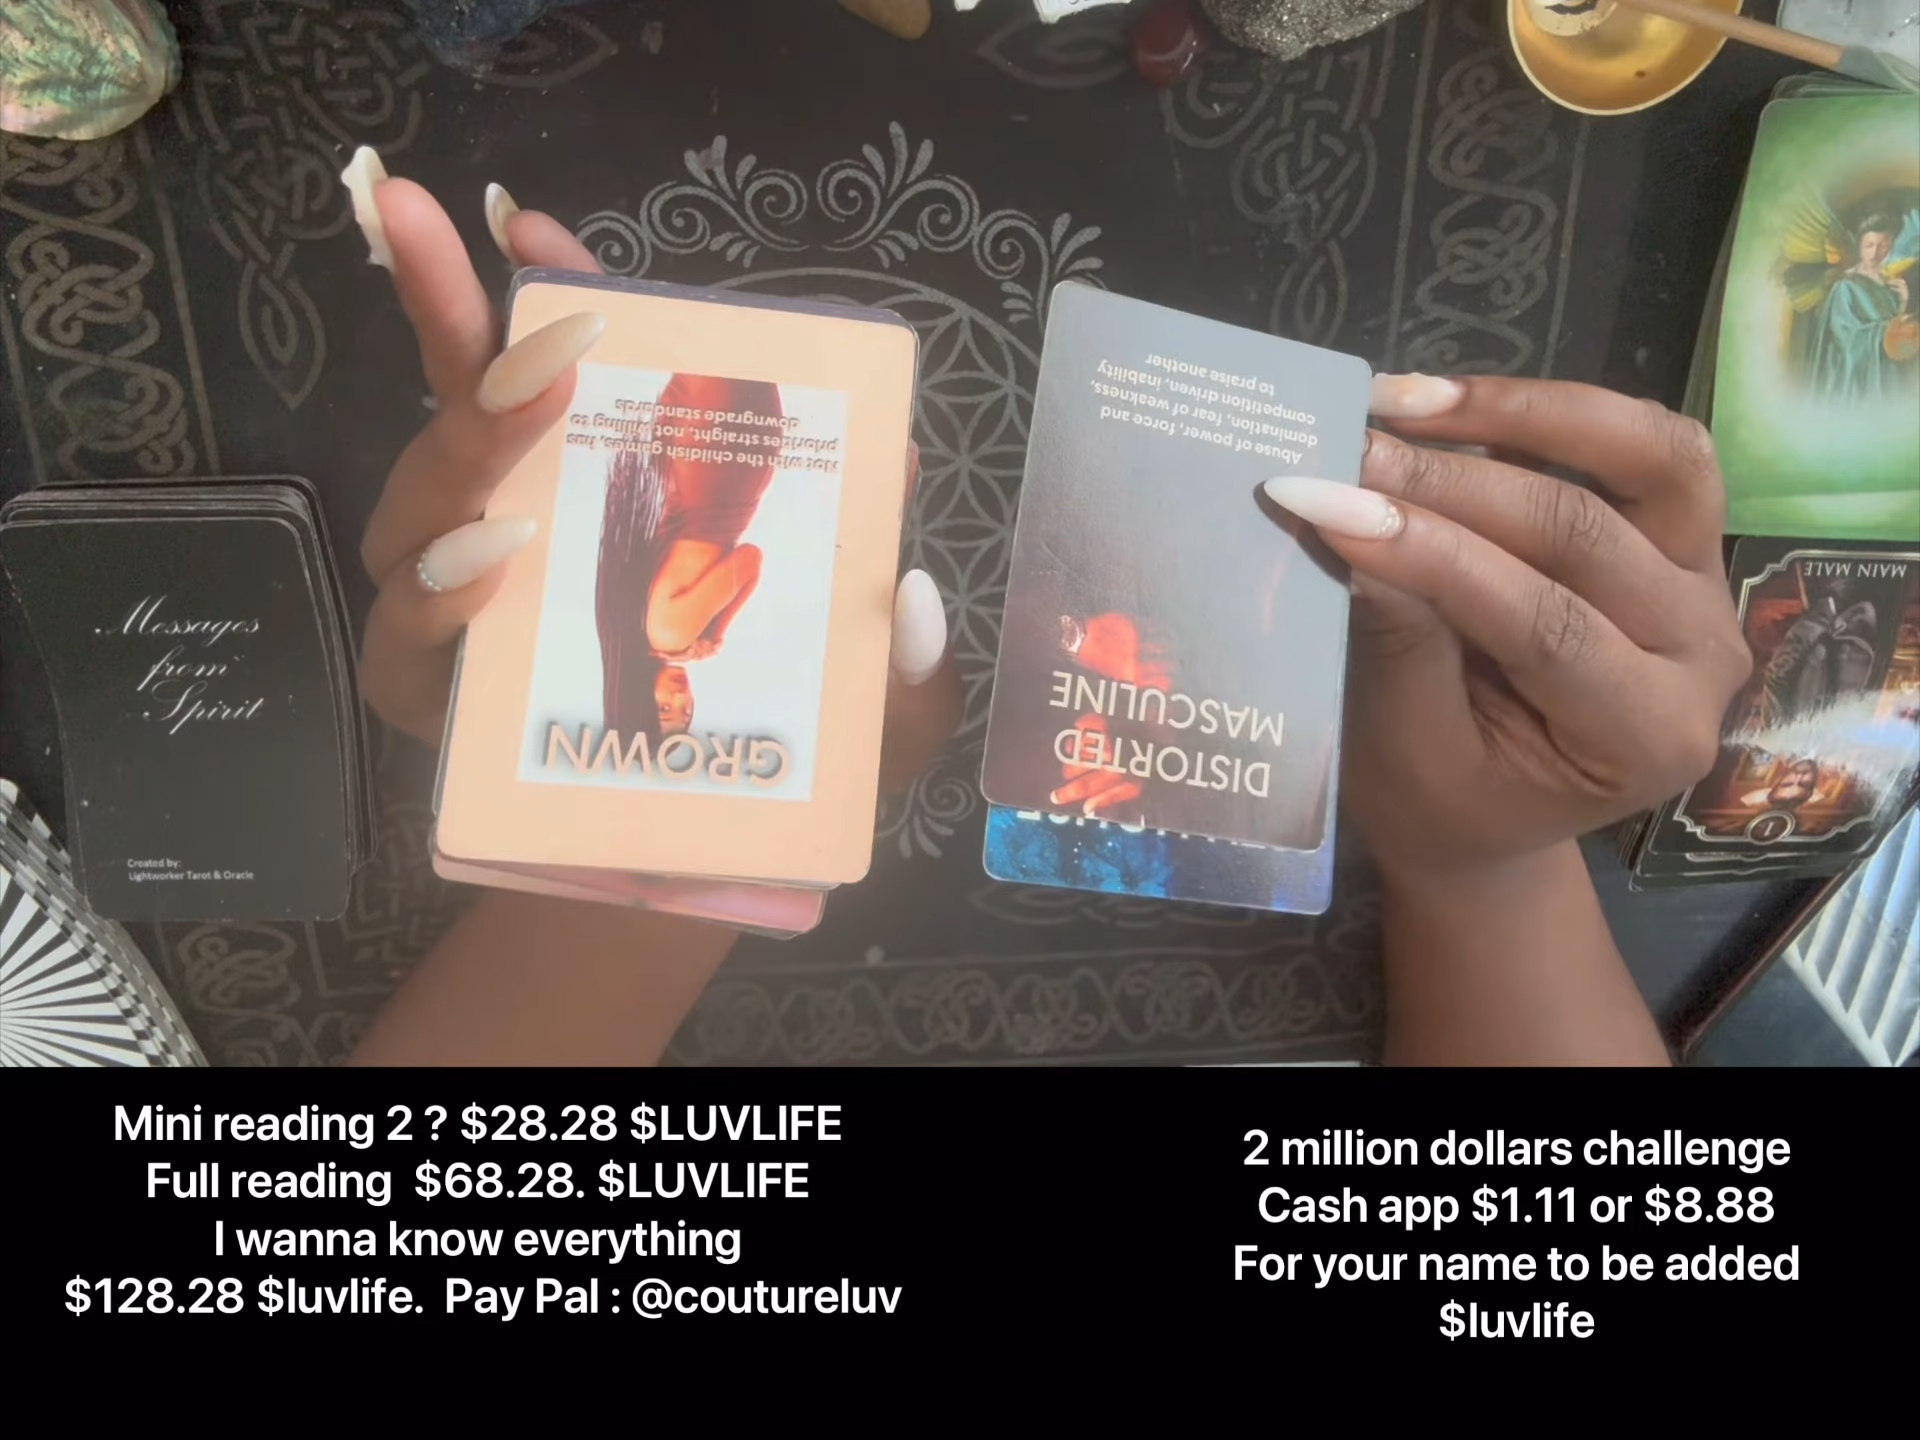 Not with the childish games, has
priorities straight, not willing to
downgrade standards
GROWN
Abuse of power, force and
domination, fear of weakness,
competition driven, inability
to praise another
DISTORTED
MASCULINE
Messages
from
Spirit
Created by:
Lightworker Tarot & Oracle
MAIN MALE
1
Mini reading 2 ? $28.28 $LUVLIFE
Full reading $68.28. $LUVLIFE
I wanna know everything
$128.28 $luvlife. Pay Pal : @coutureluv
2 million dollars challenge
Cash app $1.11 or $8.88
For your name to be added
$luvlife